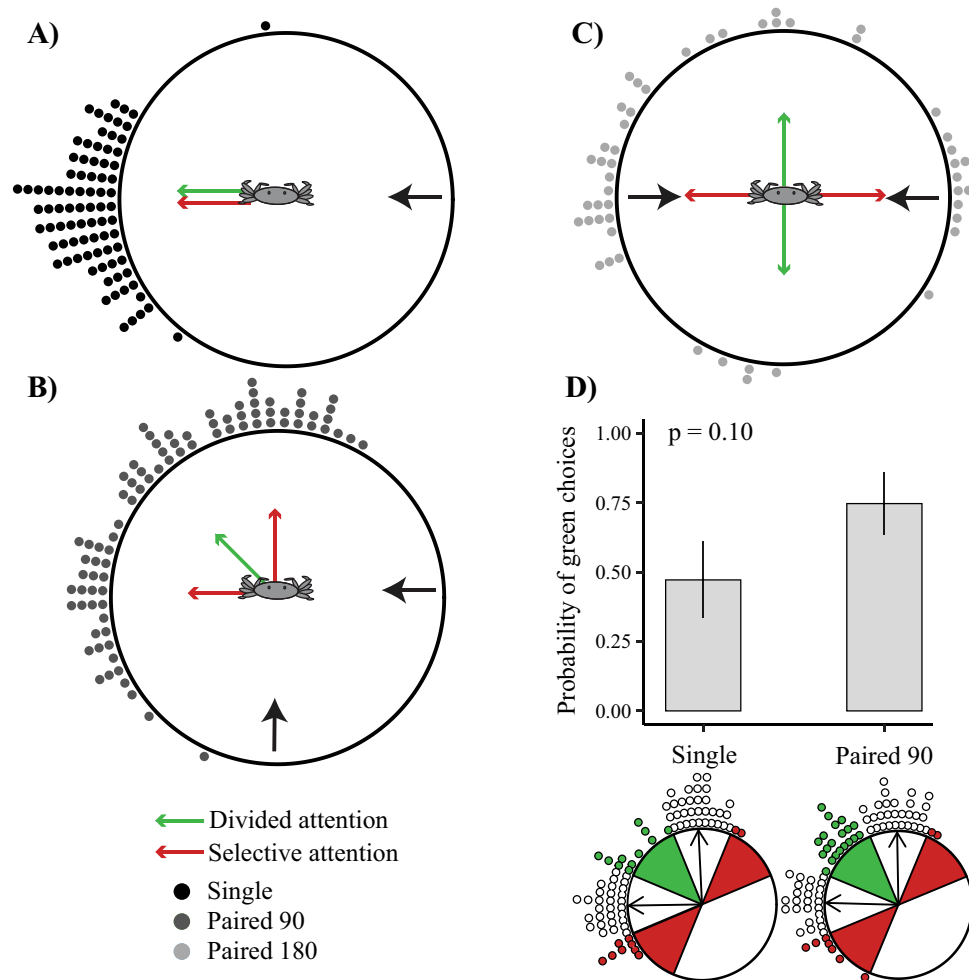 A)
C)
B)
D)
p = 0.10
Probability of green choices
1.00
0.75
0.50
0.25
0.00
Single
Paired 90
Divided attention
Selective attention
Single
Paired 90
Paired 180